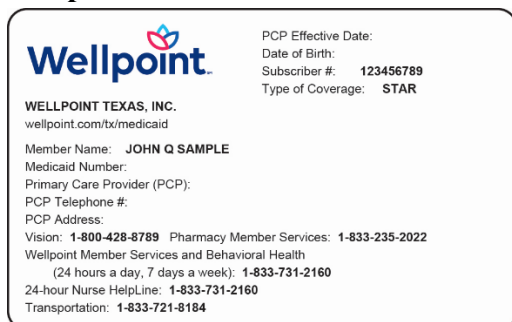 Wellpoint
PCP Effective Date:
Date of Birth:
Subscriber #: 123456789
Type of Coverage: STAR
WELLPOINT TEXAS, INC.
wellpoint.com/tx/medicaid
Member Name: JOHN Q SAMPLE
Medicaid Number:
Primary Care Provider (PCP):
PCP Telephone #:
PCP Address:
Vision: 1-800-428-8789 Pharmacy Member Services: 1-833-235-2022
Wellpoint Member Services and Behavioral Health
(24 hours a day, 7 days a week): 1-833-731-2160
24-hour Nurse HelpLine: 1-833-731-2160
Transportation: 1-833-721-8184